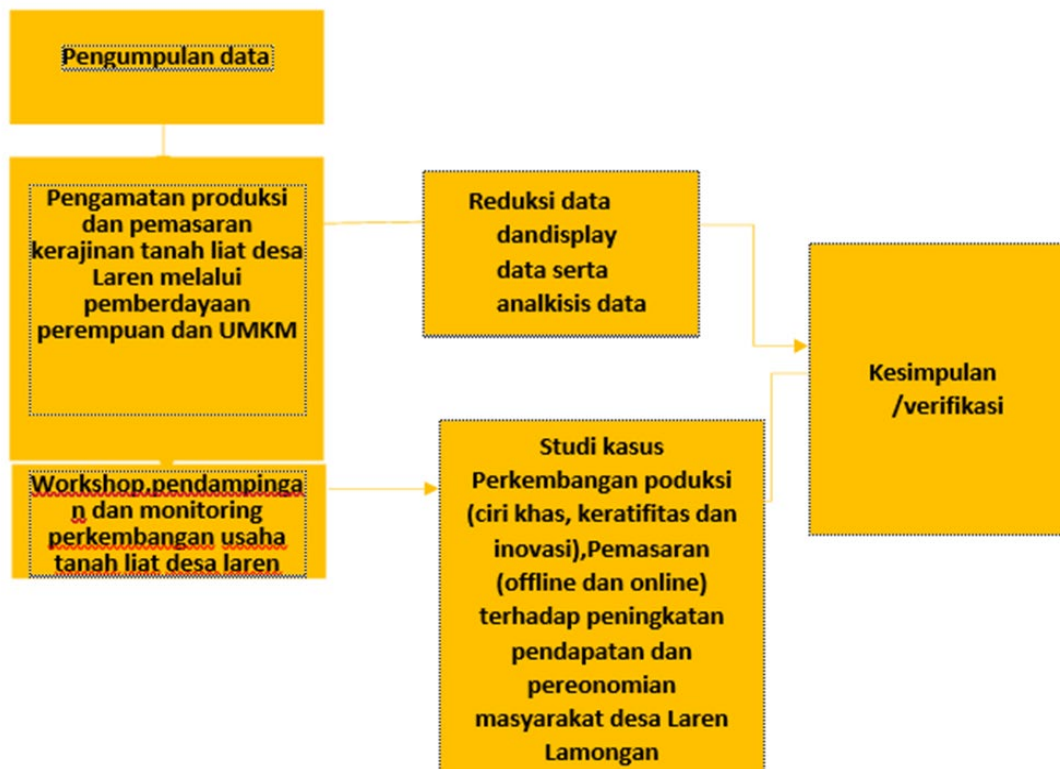 Pengumpulan data
Pengamatan produksi
dan pemasaran
kerajinan tanah liat desa
Laren melalui
pemberdayaan
perempuan dan UMKM
Workshop,pendampinga
n dan monitoring
perkembangan usaha
tanah liat desa laren
Reduksi data
dandisplay
data serta
analkisis data
Studi kasus
Perkembangan poduksi
(ciri khas, keratifitas dan
inovasi),Pemasaran
(offline dan online)
terhadap peningkatan
pendapatan dan
pereonomian
masyarakat desa Laren
Lamongan
Kesimpulan
/verifikasi